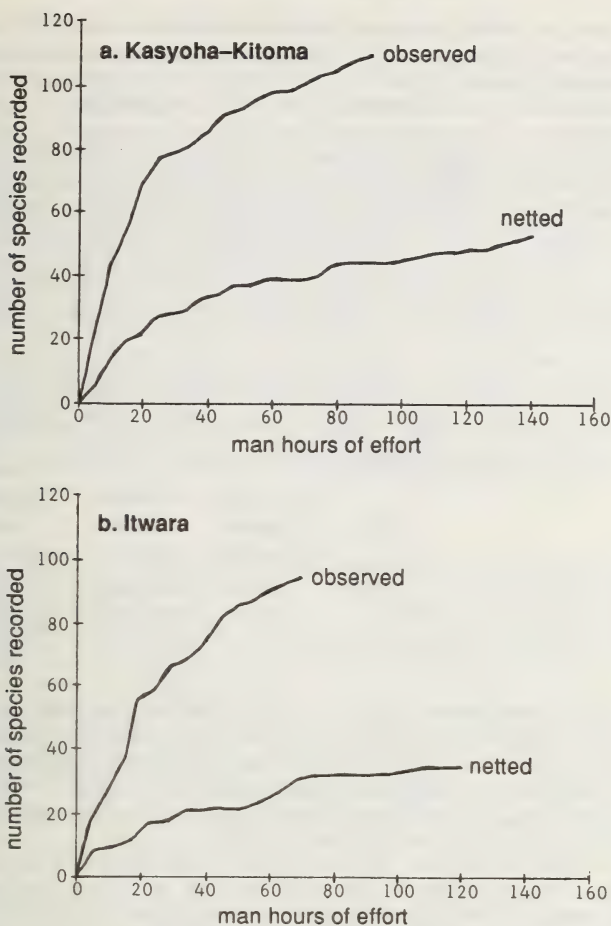 120
a. Kasyoha–Kitoma
observed
100
80
60
netted
40
20
0
number of species recorded
0 20 40 60 80 100 120 140 160
man hours of effort
120
b. Itwara
100
observed
80
60
40
netted
20
0
number of species recorded
0 20 40 60 80 100 120 140 160
man hours of effort